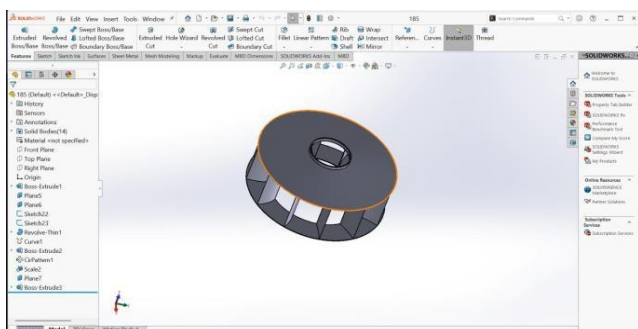 SOLIDWORKS File Edit View Insert Tools Window
185
Search Commands
Extruded Revolved Swept Boss/Base Extruded Hole Wizard Revolved Swept Cut Fillet Linear Pattern Rib Wrap Referen... Curves Instant3D Thread
Boss/Base Boss/Base Lofted Boss/Base Cut Cut Lofted Cut Draft Intersect
Boundary Boss/Base Boundary Cut Shell Mirror
Features Sketch Sketch Ink Surfaces Sheet Metal Mesh Modeling Markup Evaluate MBD Dimensions SOLIDWORKS Add-Ins MBD
185 (Default) <<Default>_Disp
History
Sensors
Annotations
Solid Bodies(14)
Material <not specified>
Front Plane
Top Plane
Right Plane
Origin
Boss-Extrude1
Plane5
Plane6
Sketch22
Sketch23
Revolve-Thin1
Curve1
Boss-Extrude2
CirPattern1
Scale2
Plane7
Boss-Extrude3
Model
SOLIDWORKS
Welcome to
SOLIDWORKS
SOLIDWORKS Tools
Property Tab Builder
SOLIDWORKS Rx
Performance
Benchmark Test
Compare My Score
SOLIDWORKS
Settings Wizard
My Products
Online Resources
Marketplace
Partner Solutions
Subscription
Services
Subscription Services